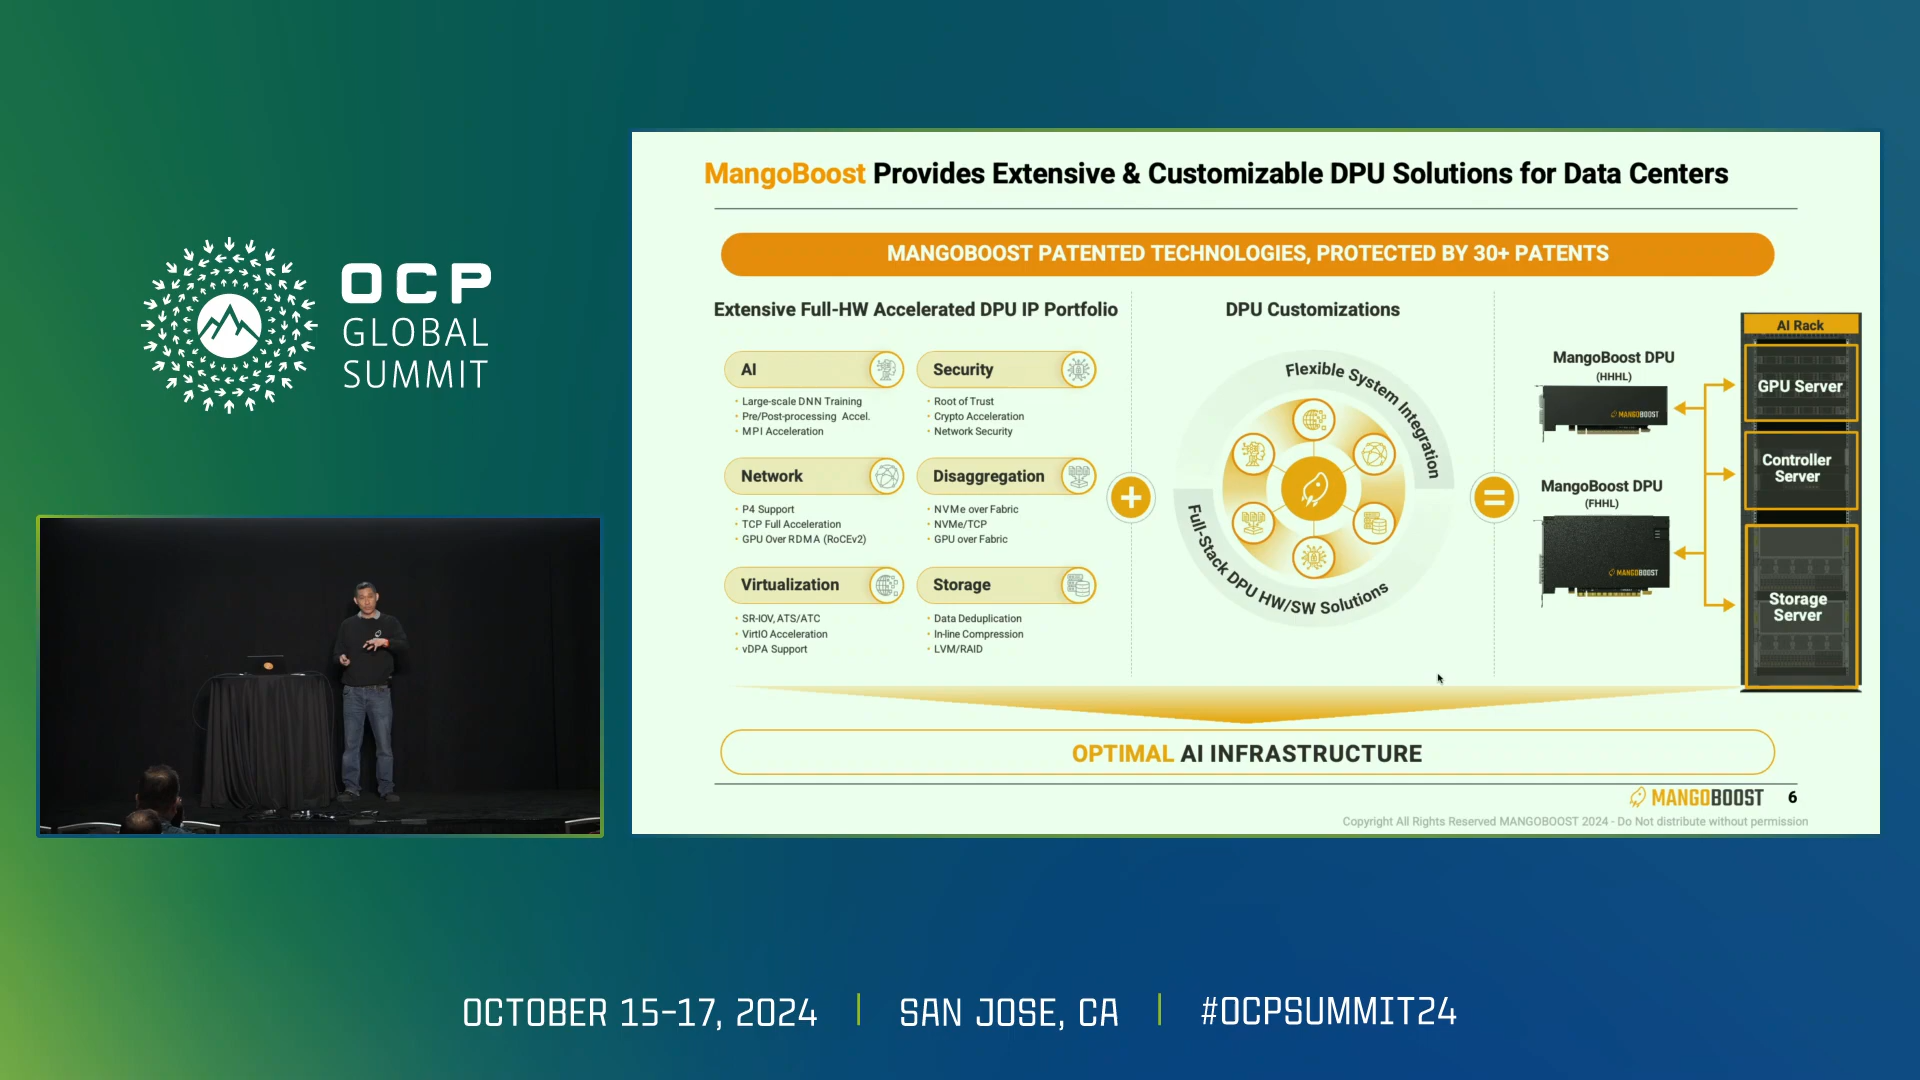 OCP
GLOBAL
SUMMIT
MangoBoost Provides Extensive & Customizable DPU Solutions for Data Centers
MANGOBOOST PATENTED TECHNOLOGIES, PROTECTED BY 30+ PATENTS
Extensive Full-HW Accelerated DPU IP Portfolio
AI
• Large-scale DNN Training
• Pre/Post-processing Accel.
• MPI Acceleration
Security
• Root of Trust
• Crypto Acceleration
• Network Security
Network
• P4 Support
• TCP Full Acceleration
• GPU Over RDMA (RoCEv2)
Disaggregation
• NVMe over Fabric
• NVMe/TCP
• GPU over Fabric
Virtualization
• SR-IOV, ATS/ATC
• VirtIO Acceleration
• vDPA Support
Storage
• Data Deduplication
• In-line Compression
• LVM/RAID
+
DPU Customizations
Flexible System Integration
Full-Stack DPU HW/SW Solutions
=
MangoBoost DPU
(HHHL)
MANGOBOOST
MangoBoost DPU
(FHHL)
MANGOBOOST
AI Rack
GPU Server
Controller
Server
Storage
Server
OPTIMAL AI INFRASTRUCTURE
MANGOBOOST 6
Copyright All Rights Reserved MANGOBOOST 2024 - Do Not distribute without permission
OCTOBER 15-17, 2024 | SAN JOSE, CA | #OCPSUMMIT24